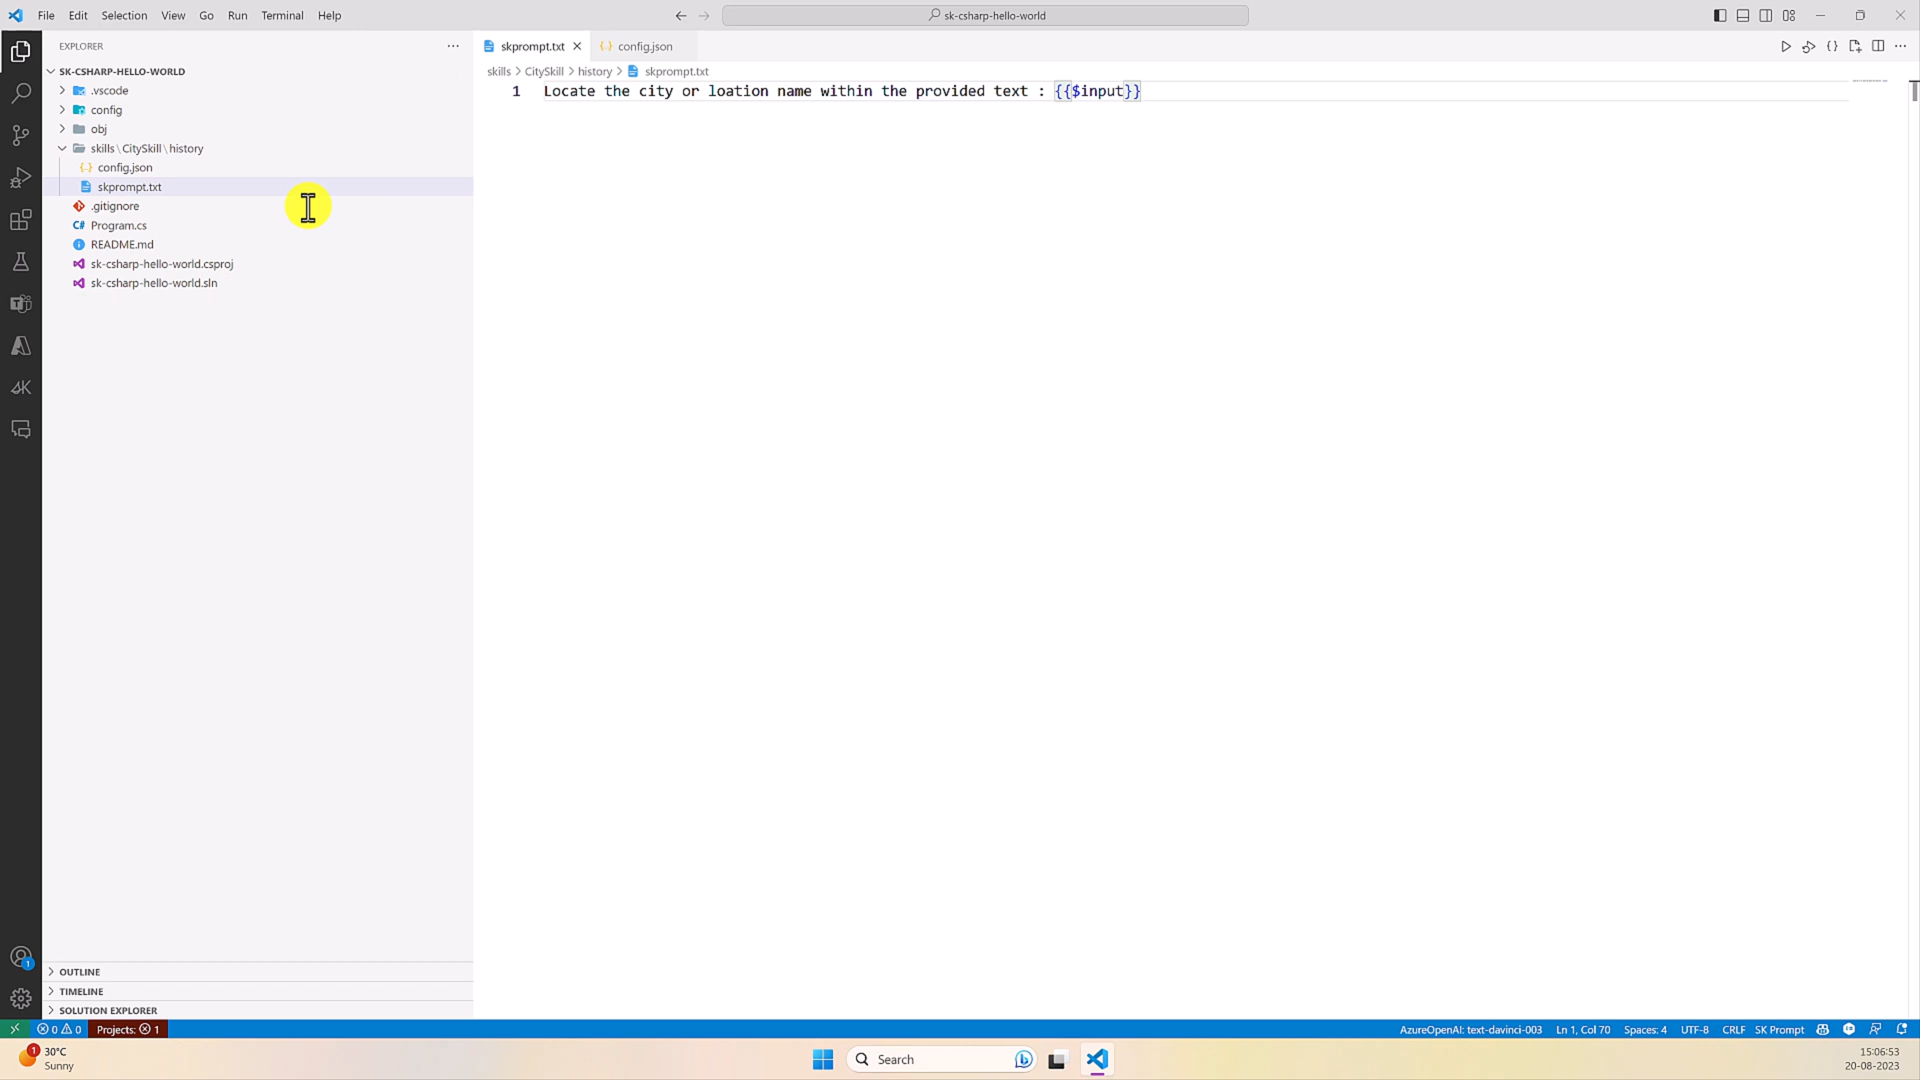 File Edit Selection View Go Run Terminal Help
sk-csharp-hello-world
EXPLORER
SK-CSHARP-HELLO-WORLD
.vscode
config
obj
skills \ CitySkill \ history
config.json
skprompt.txt
.gitignore
Program.cs
README.md
sk-csharp-hello-world.csproj
sk-csharp-hello-world.sln
OUTLINE
TIMELINE
SOLUTION EXPLORER
skprompt.txt config.json
skills > CitySkill > history > skprompt.txt
1 Locate the city or loation name within the provided text : {{$input}}
1
0 0 Projects: 1
AzureOpenAI: text-davinci-003 Ln 1, Col 70 Spaces: 4 UTF-8 CRLF SK Prompt
1
30°C
Sunny
Search
15:06:53
20-08-2023